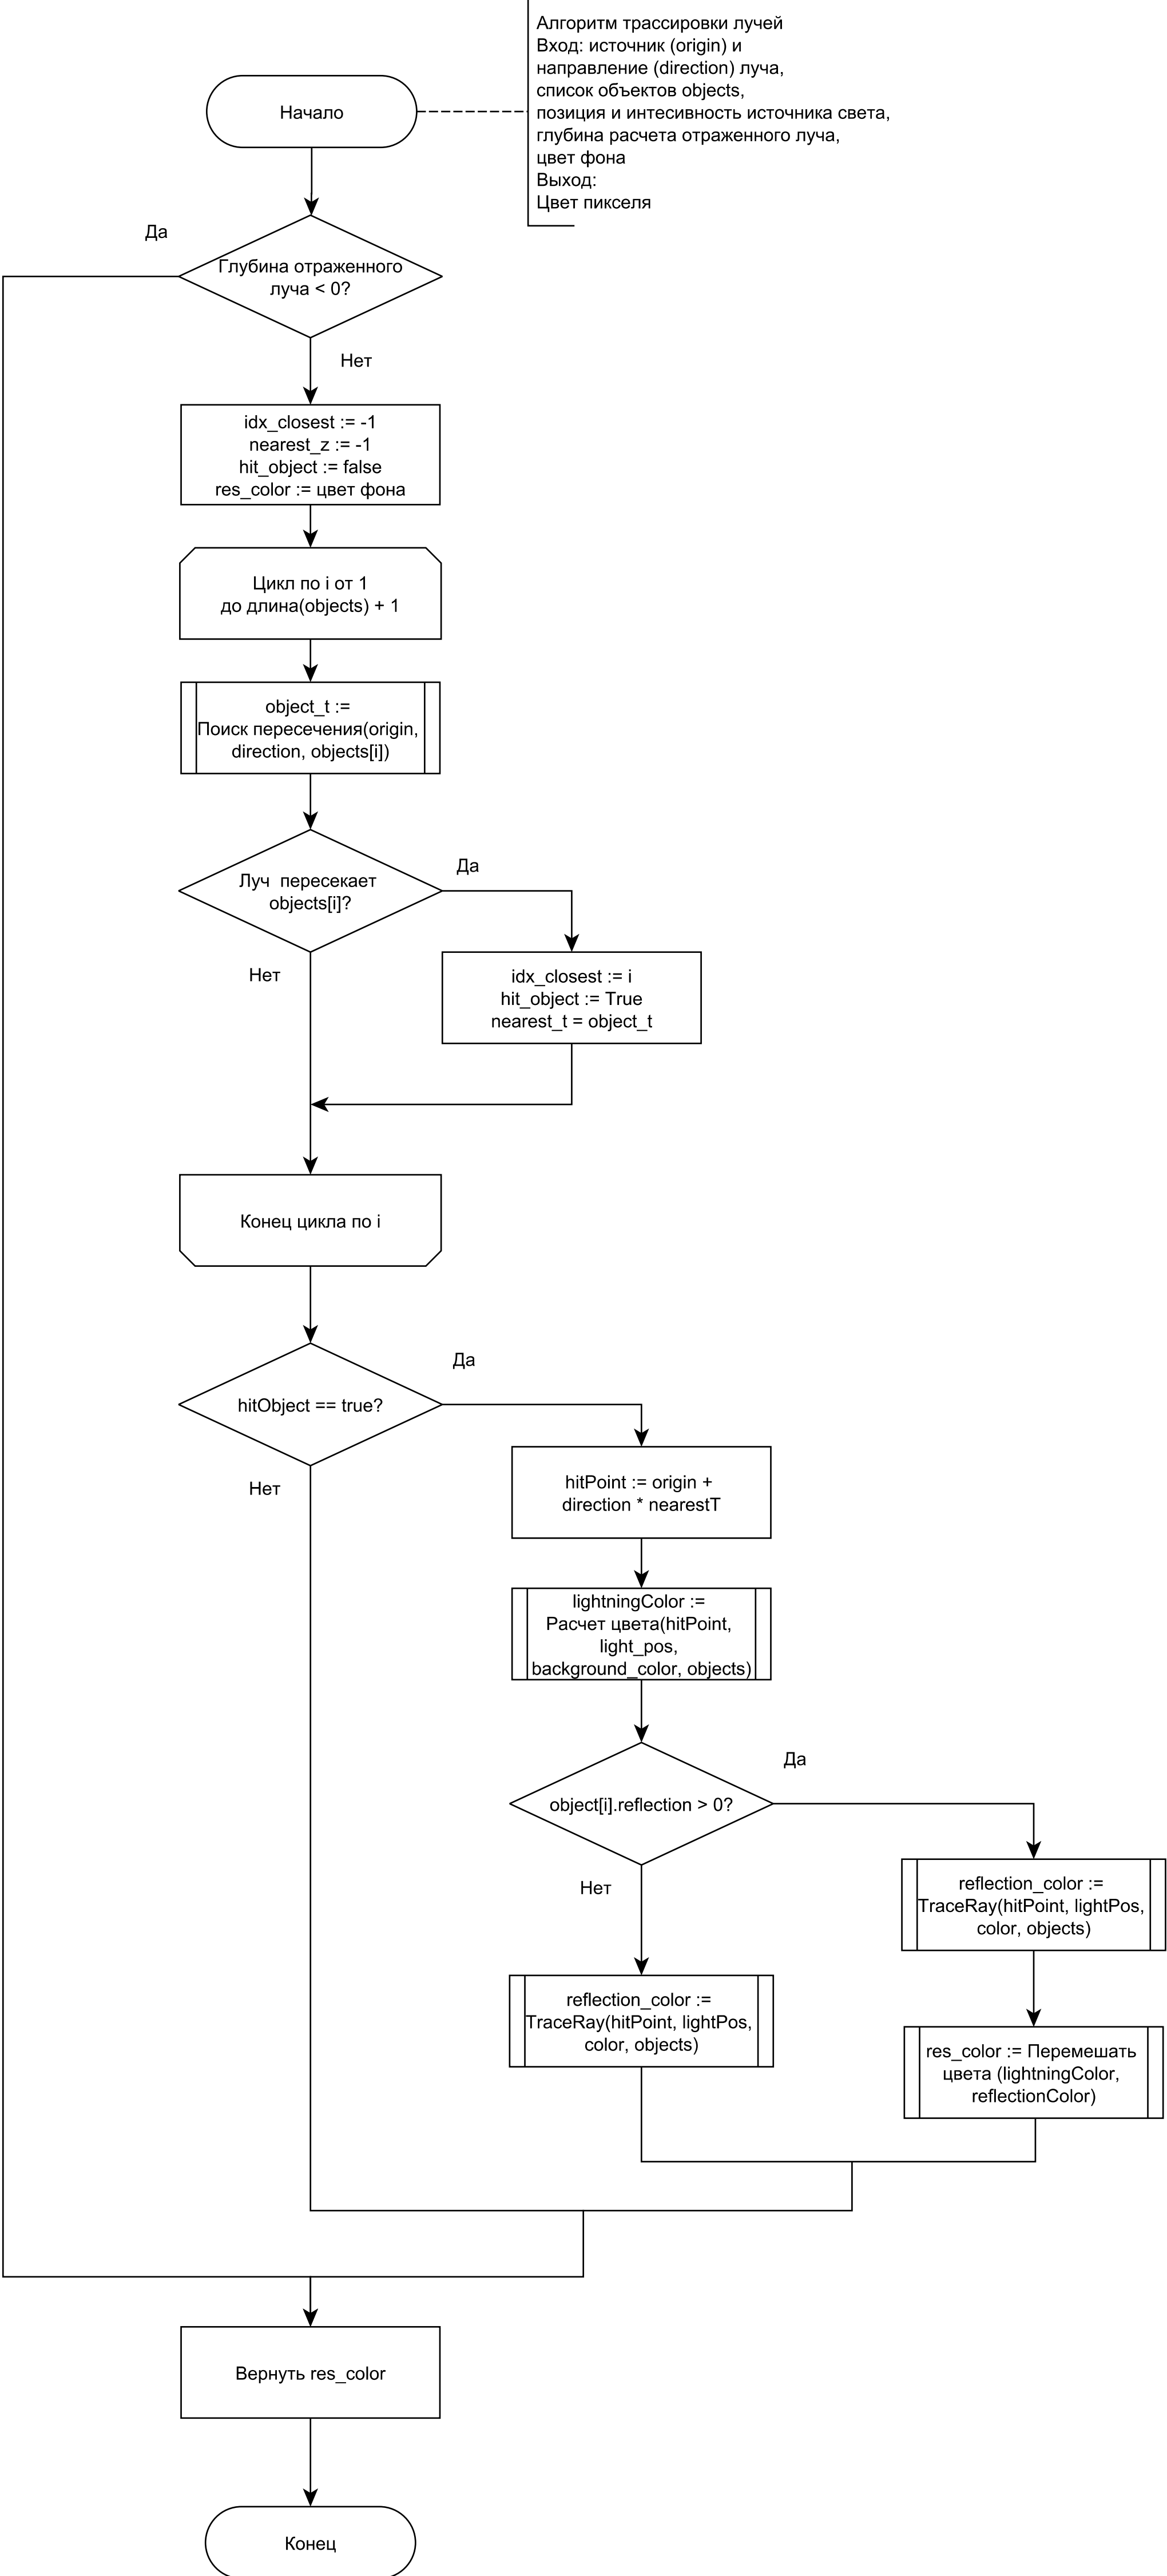 Алгоритм трассировки лучей
Вход: источник (origin) и
направление (direction) луча,
список объектов objects,
позиция и интесивность источника света,
глубина расчета отраженного луча,
цвет фона
Выход:
Цвет пикселя
Начало
Да
Глубина отраженного
луча < 0?
Нет
idx_closest := -1
nearest_z := -1
hit_object := false
res_color := цвет фона
Цикл по i от 1
до длина(objects) + 1
object_t :=
Поиск пересечения(origin,
direction, objects[i])
Луч пересекает
objects[i]?
Да
Нет
idx_closest := i
hit_object := True
nearest_t = object_t
Конец цикла по i
hitObject == true?
Да
Нет
hitPoint := origin +
direction * nearestT
lightningColor :=
Расчет цвета(hitPoint,
light_pos,
background_color, objects)
object[i].reflection > 0?
Да
Нет
reflection_color :=
TraceRay(hitPoint, lightPos,
color, objects)
reflection_color :=
TraceRay(hitPoint, lightPos,
color, objects)
res_color := Перемешать
цвета (lightningColor,
reflectionColor)
Вернуть res_color
Конец